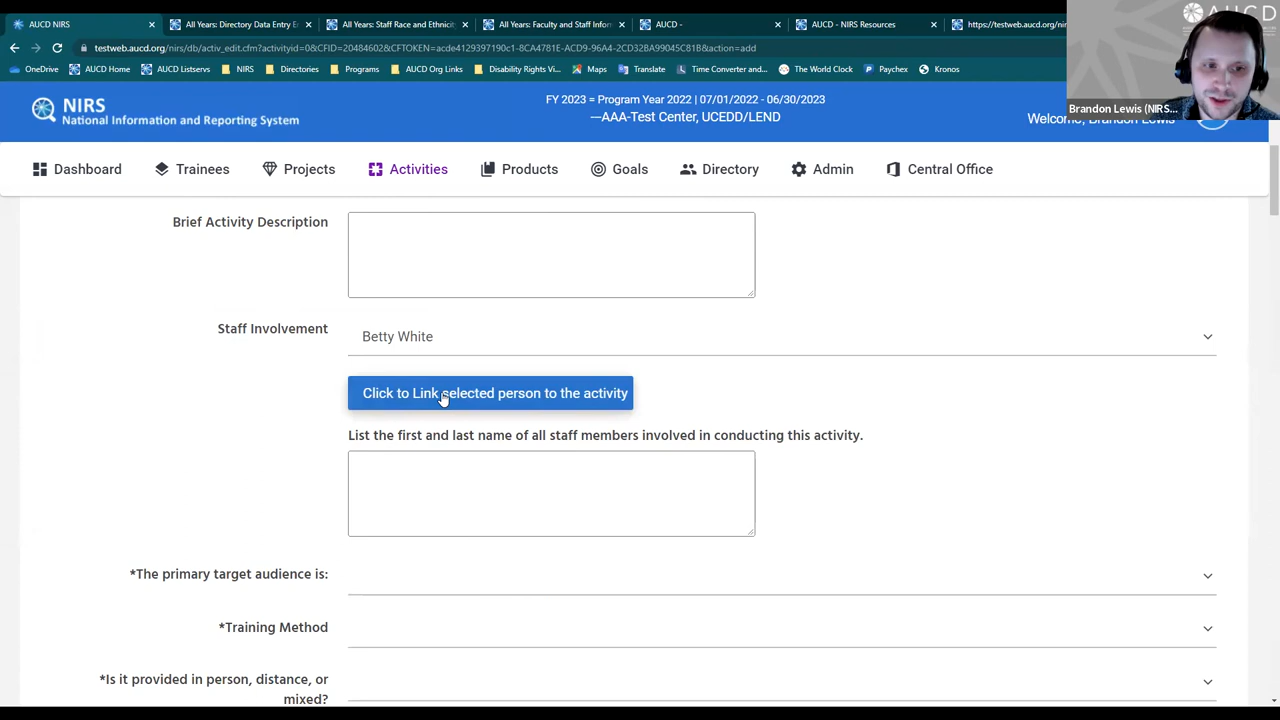 AUCD NIRS
All Years: Directory Data Entry E
All Years: Staff Race and Ethnicit
All Years: Faculty and Staff Infor
AUCD -
AUCD - NIRS Resources
https://testweb.aucd.org/nir
AUCD
testweb.aucd.org/nirs/db/activ_edit.cfm?activityid=0&CFID=20484602&CFTOKEN=acde4129397190c1-8CA4781E-ACD9-96A4-2CD32BA99045C81B&action=add
OneDrive
AUCD Home
AUCD Listservs
NIRS
Directories
Programs
AUCD Org Links
Disability Rights Vi...
Maps
Translate
Time Converter and...
The World Clock
Paychex
Kronos
Brandon Lewis (NIRS...
NIRS
National Information and Reporting System
FY 2023 = Program Year 2022 | 07/01/2022 - 06/30/2023
—AAA-Test Center, UCEDD/LEND
Welcome, Brandon Lewis
Dashboard
Trainees
Projects
Activities
Products
Goals
Directory
Admin
Central Office
Brief Activity Description
Staff Involvement
Betty White
Click to Link selected person to the activity
List the first and last name of all staff members involved in conducting this activity.
*The primary target audience is:
*Training Method
*Is it provided in person, distance, or
mixed?